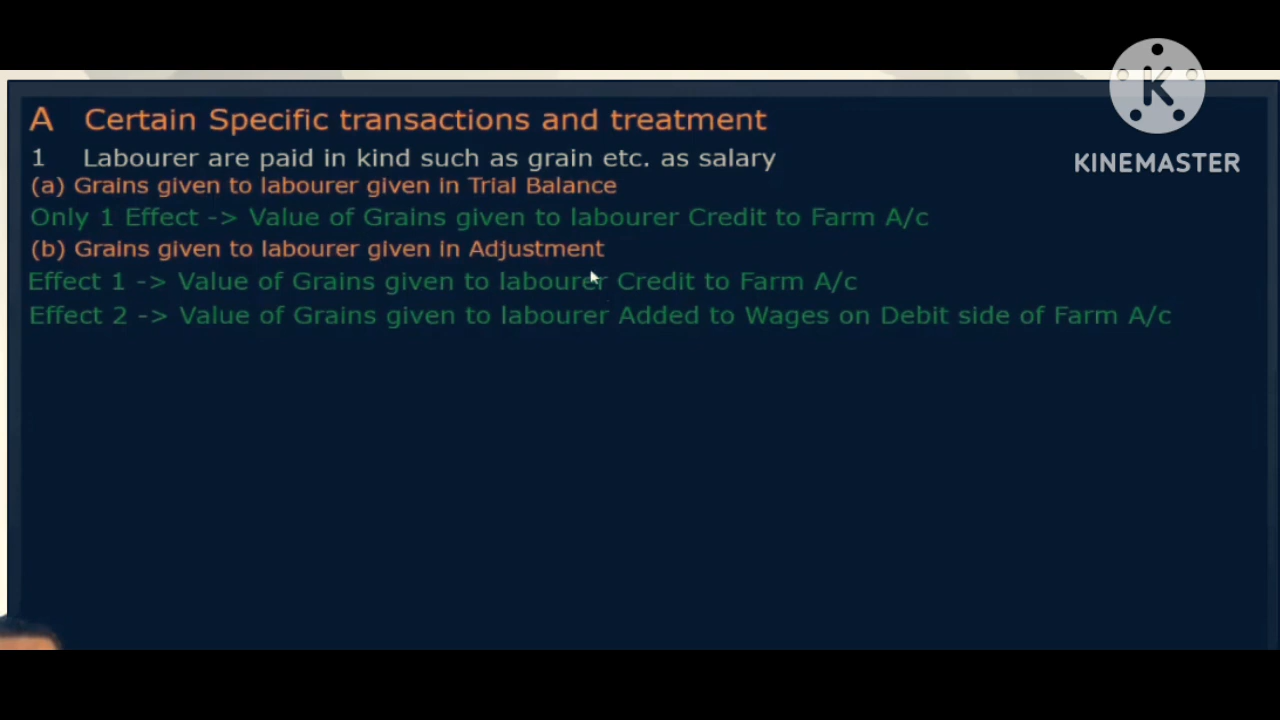 A Certain Specific transactions and treatment
1 Labourer are paid in kind such as grain etc. as salary
(a) Grains given to labourer given in Trial Balance
Only 1 Effect -> Value of Grains given to labourer Credit to Farm A/c
(b) Grains given to labourer given in Adjustment
Effect 1 -> Value of Grains given to labourer Credit to Farm A/c
Effect 2 -> Value of Grains given to labourer Added to Wages on Debit side of Farm A/c
K
KINEMASTER